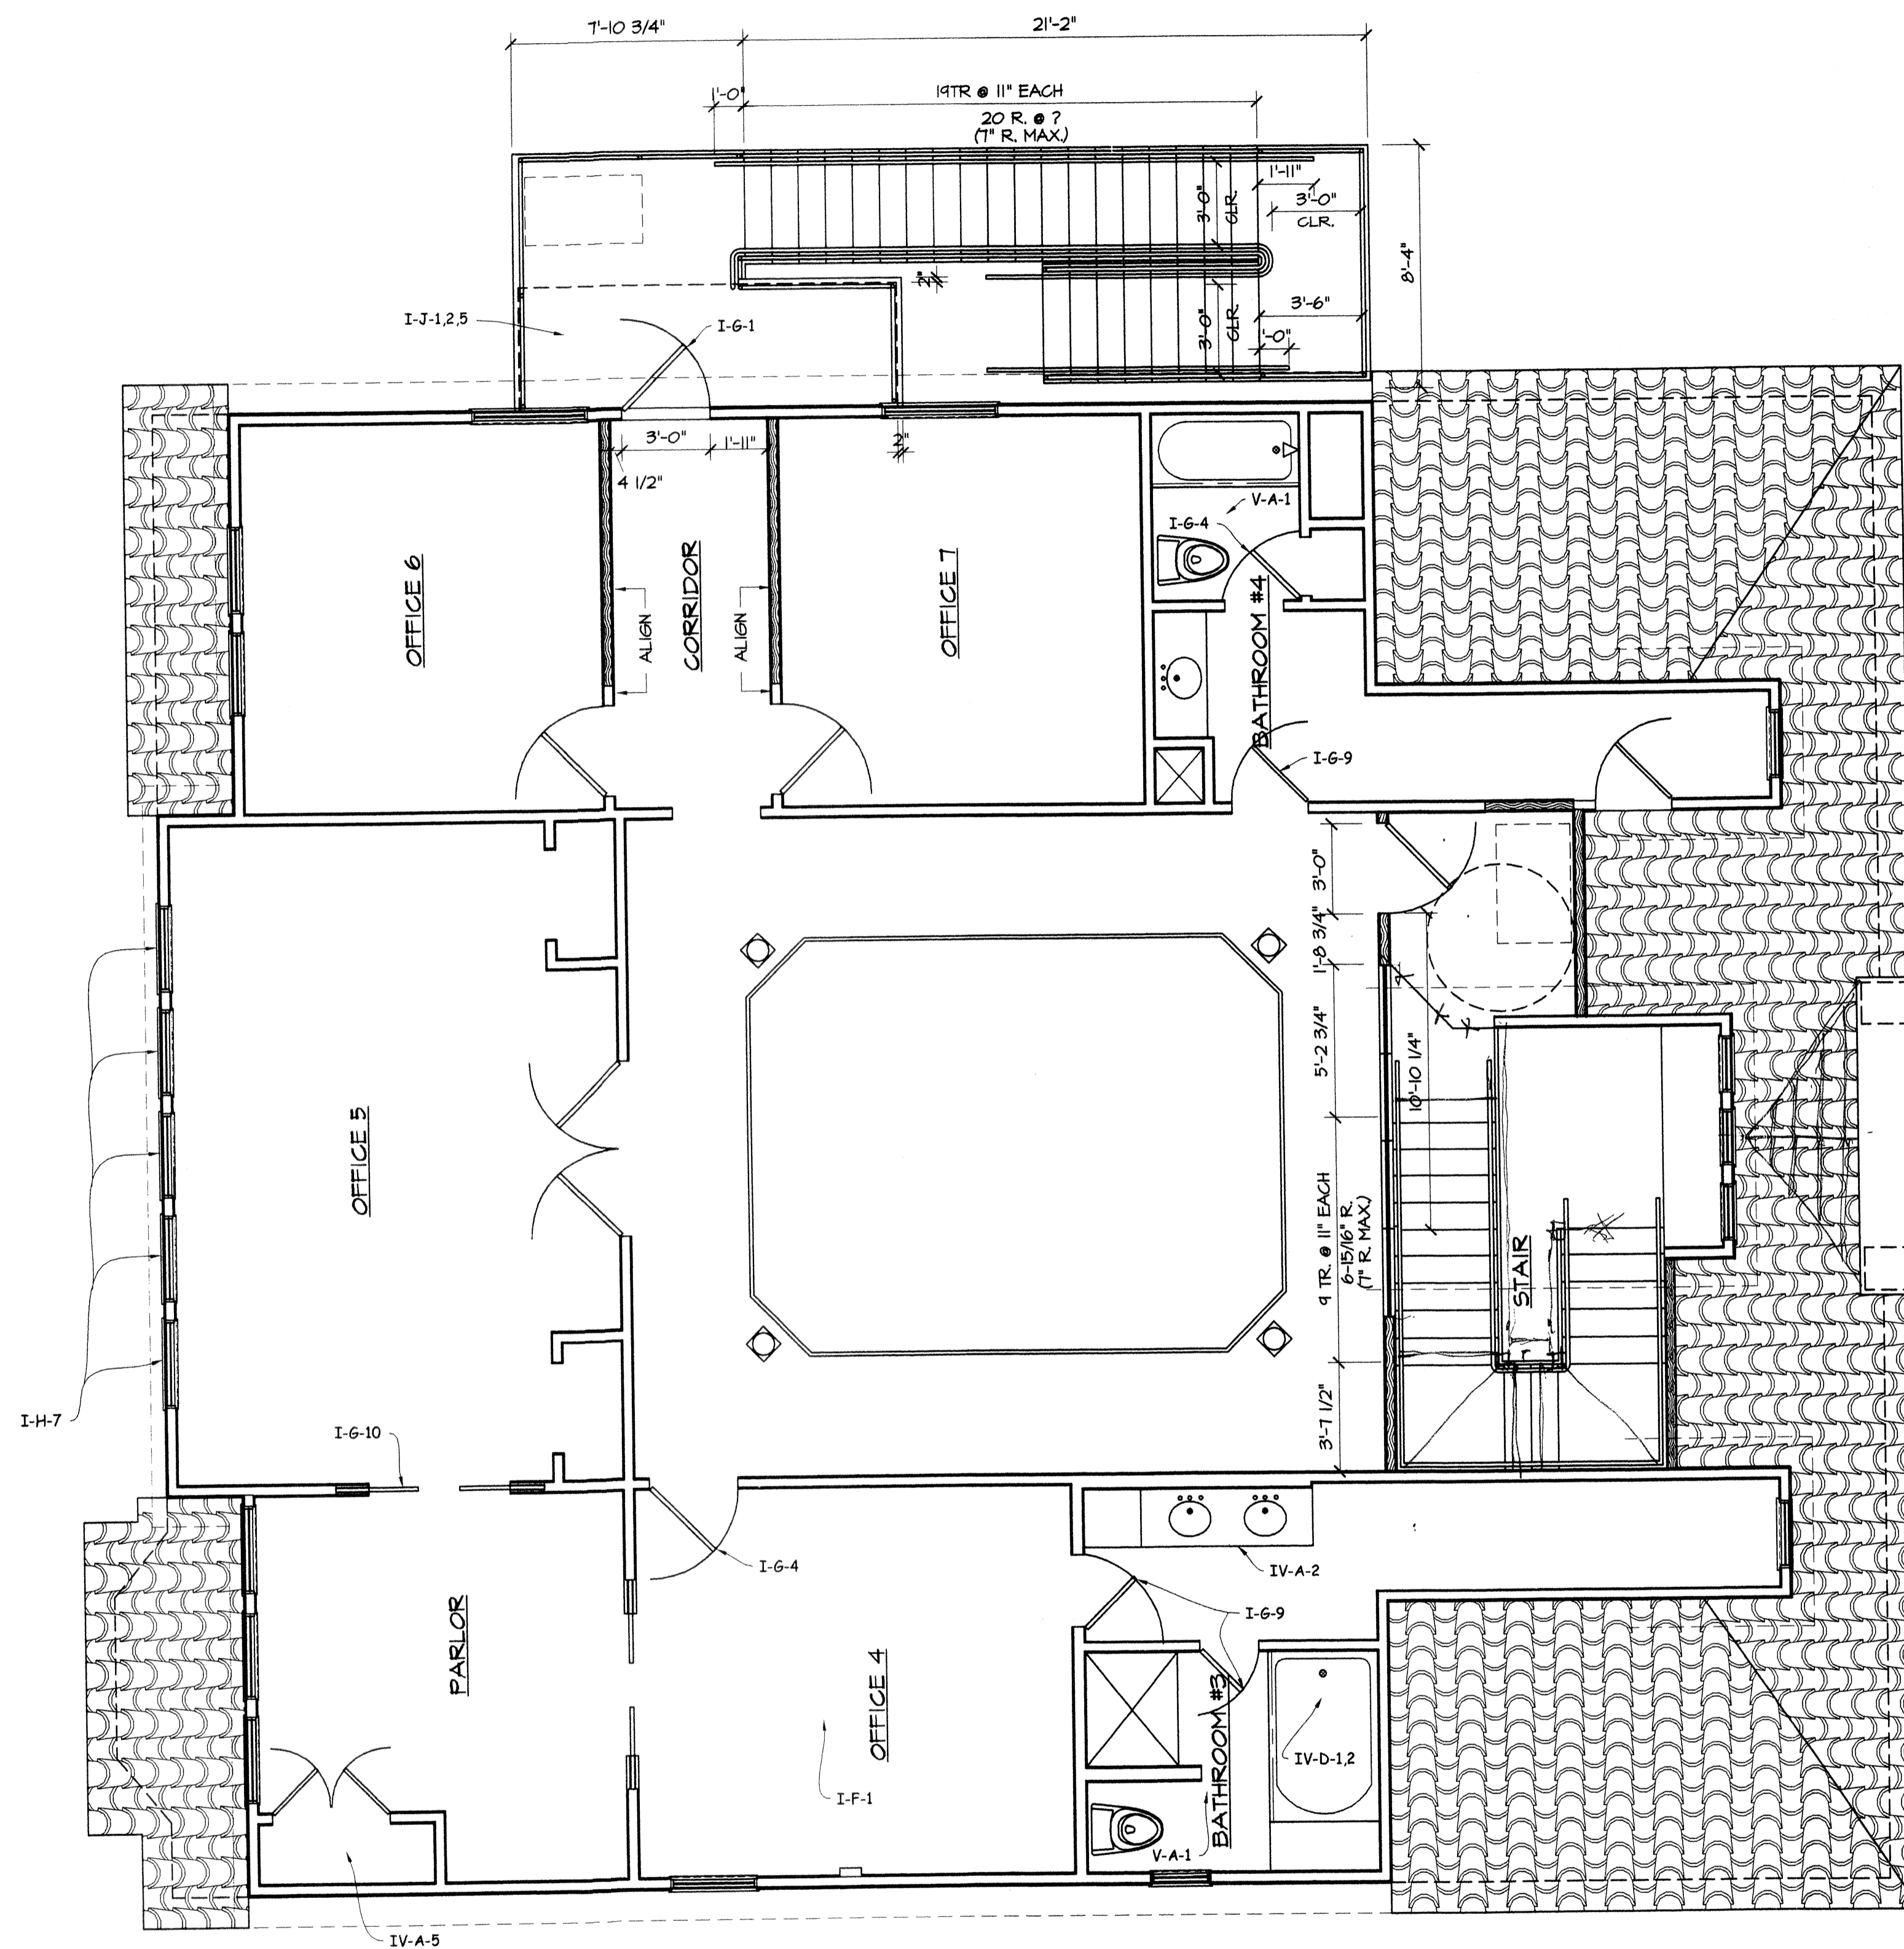 7'-10 3/4"
21'-2"
1'-0"
19TR @ 11" EACH
20 R. @ ?
(7" R. MAX.)
1'-11"
3'-0"
CLR.
3'-0"
CLR.
8'-4"
2"
3'-6"
3'-0"
CLR.
I-J-1,2,5
I-G-1
3'-0"
1'-11"
2"
4 1/2"
V-A-1
I-G-4
OFFICE 6
ALIGN
CORRIDOR
ALIGN
OFFICE 7
BATHROOM #4
I-G-9
3'-0"
1'-8 3/4"
5'-2 3/4"
10'-10 1/4"
9 TR. @ 11" EACH
6-15/16" R.
(7" R. MAX.)
3'-7 1/2"
STAIR
OFFICE 5
I-H-7
I-G-10
I-G-4
IV-A-2
I-G-9
PARLOR
OFFICE 4
BATHROOM #3
IV-D-1,2
I-F-1
V-A-1
IV-A-5